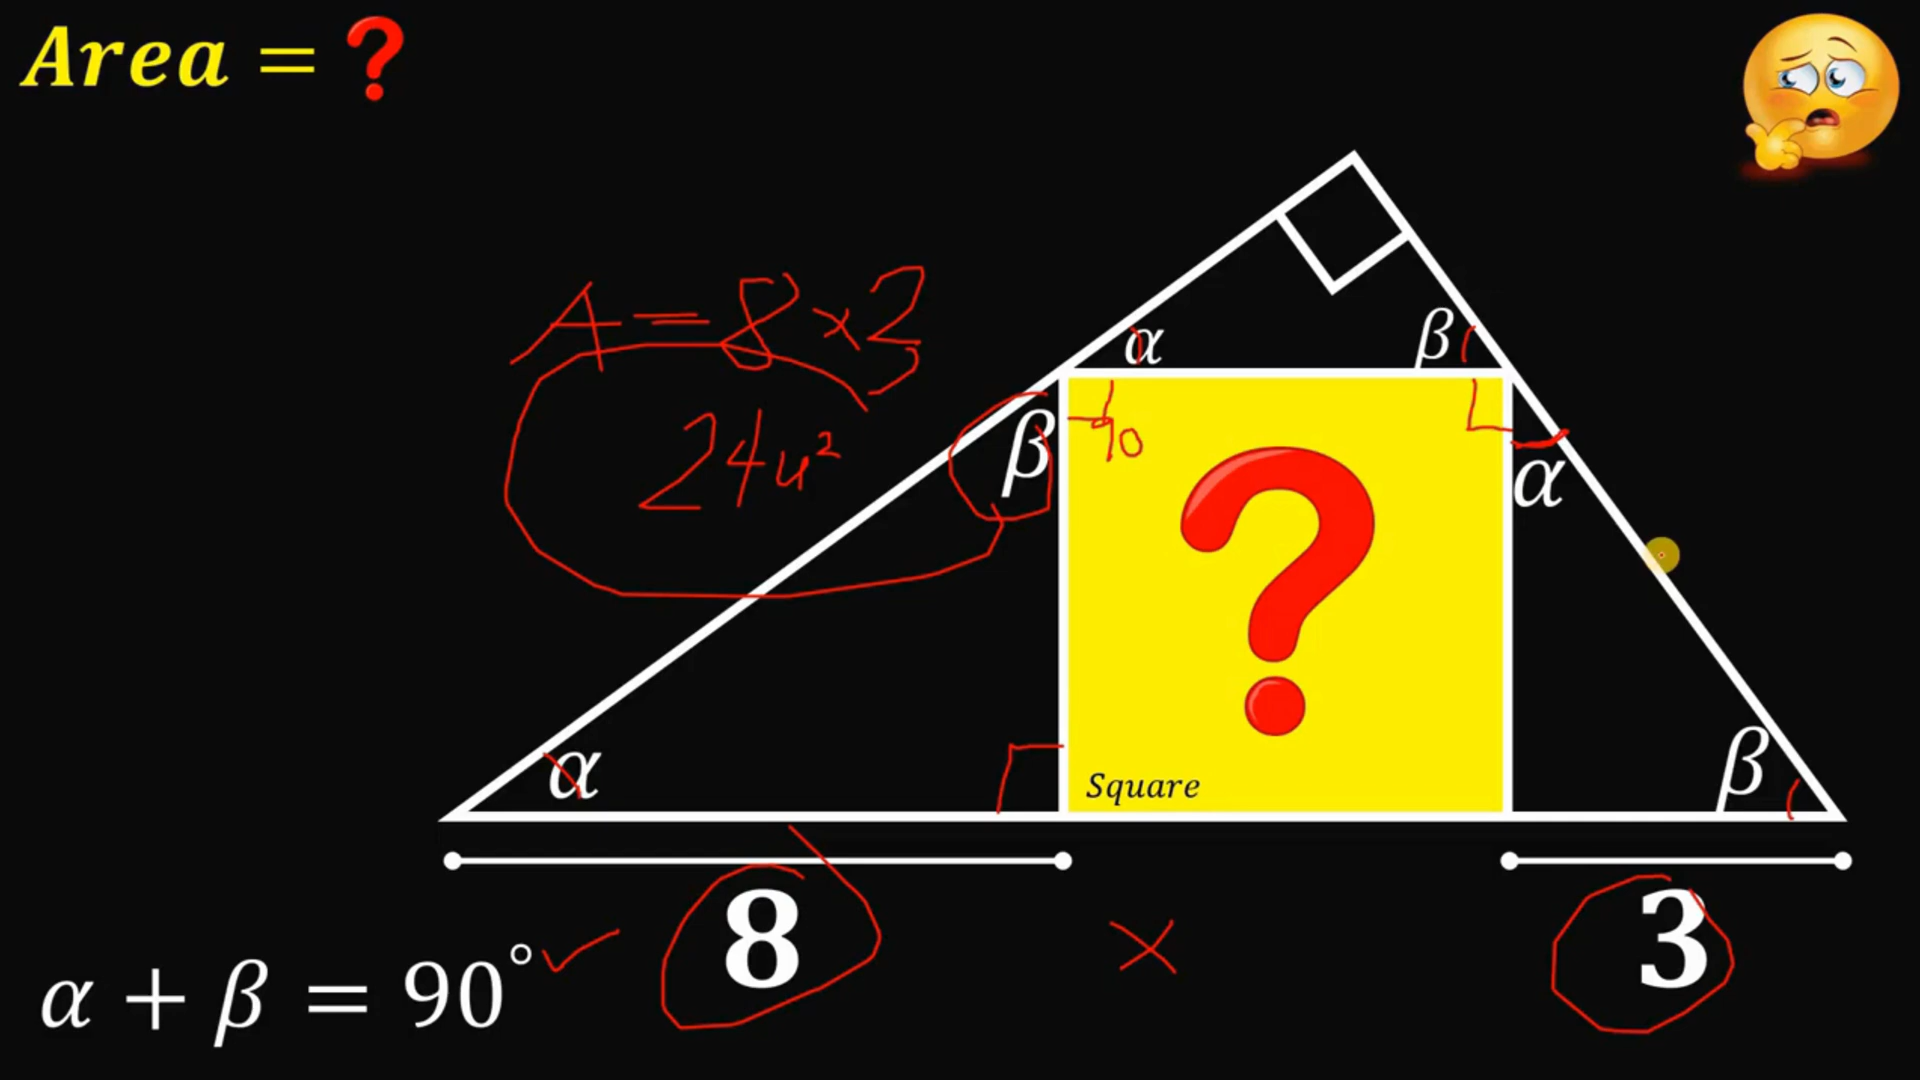 Area = ?
A = 8 × 3
24u²
α
β
β
90
α
?
α
β
Square
8
×
3
α + β = 90°